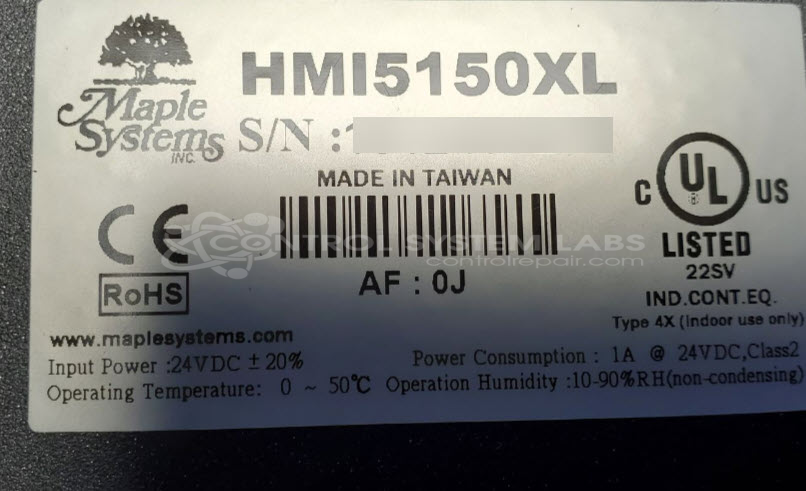 Maple
Systems
INC.
HMI5150XL
S/N :
MADE IN TAIWAN
C UL US
LISTED
22SV
IND.CONT.EQ.
Type 4X (Indoor use only)
CE
RoHS
CONTROL SYSTEM LABS
controlrepair.com
AF : 0J
www.maplesystems.com
Input Power :24VDC ± 20%
Power Consumption : 1A @ 24VDC,Class2
Operating Temperature: 0 ~ 50℃
Operation Humidity :10-90%RH(non-condensing)